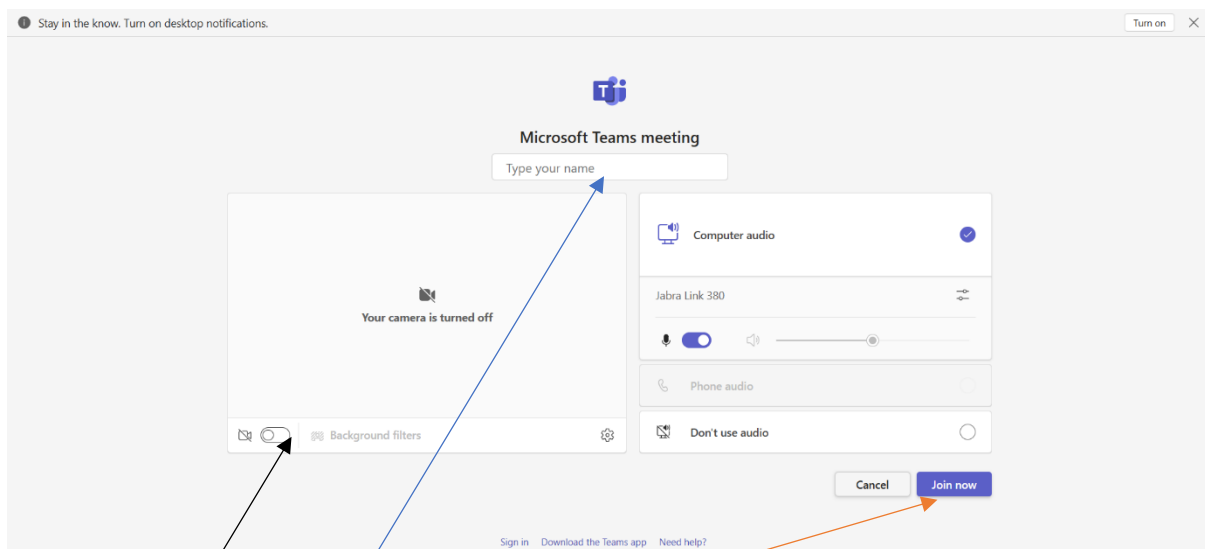 Stay in the know. Turn on desktop notifications.
Turn on
Microsoft Teams meeting
Type your name
Your camera is turned off
Background filters
Computer audio
Jabra Link 380
Phone audio
Don't use audio
Cancel
Join now
Sign in Download the Teams app Need help?